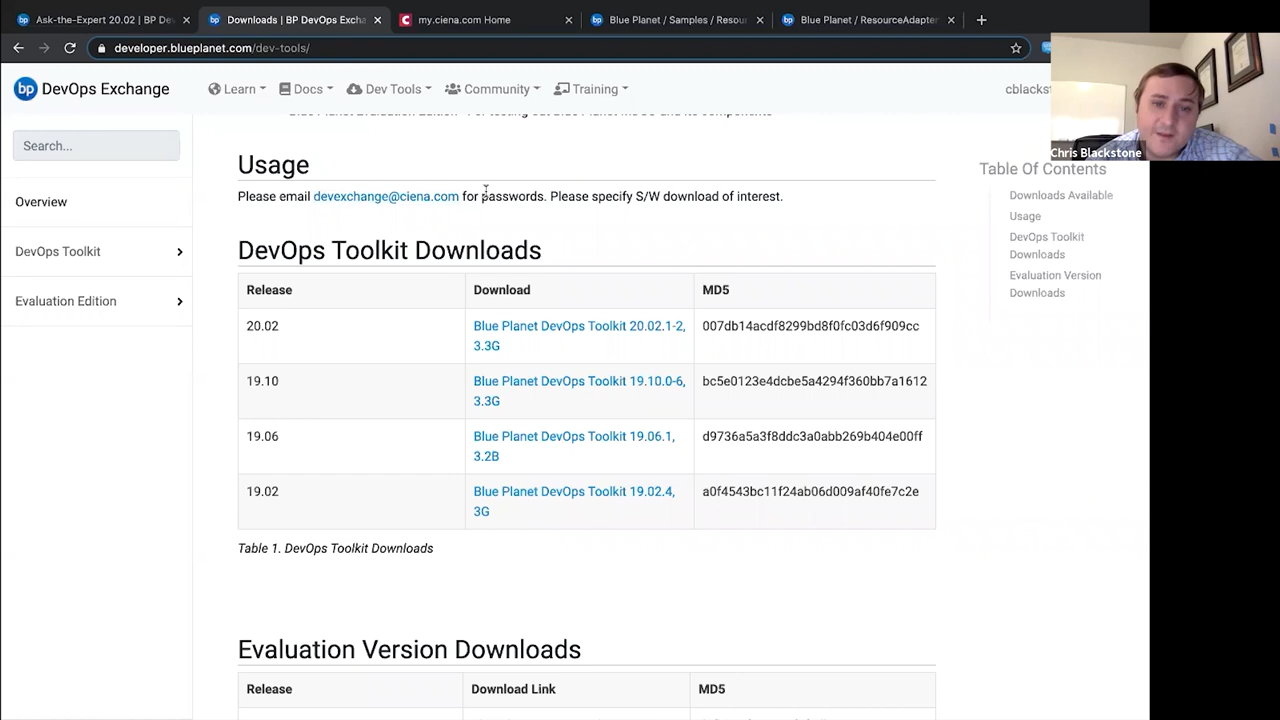 Ask-the-Expert 20.02 | BP Dev
Downloads | BP DevOps Excha
my.ciena.com Home
Blue Planet / Samples / Resour
Blue Planet / ResourceAdapter
developer.blueplanet.com/dev-tools/
bp DevOps Exchange
Learn
Docs
Dev Tools
Community
Training
cblacks
Chris Blackstone
Search...
Overview
DevOps Toolkit
Evaluation Edition
Usage
Please email devexchange@ciena.com for passwords. Please specify S/W download of interest.
DevOps Toolkit Downloads
Release Download MD5
20.02 Blue Planet DevOps Toolkit 20.02.1-2, 007db14acdf8299bd8f0fc03d6f909cc
3.3G
19.10 Blue Planet DevOps Toolkit 19.10.0-6, bc5e0123e4dcbe5a4294f360bb7a1612
3.3G
19.06 Blue Planet DevOps Toolkit 19.06.1, d9736a5a3f8ddc3a0abb269b404e00ff
3.2B
19.02 Blue Planet DevOps Toolkit 19.02.4, a0f4543bc11f24ab06d009af40fe7c2e
3G
Table 1. DevOps Toolkit Downloads
Evaluation Version Downloads
Release Download Link MD5
Table Of Contents
Downloads Available
Usage
DevOps Toolkit
Downloads
Evaluation Version
Downloads